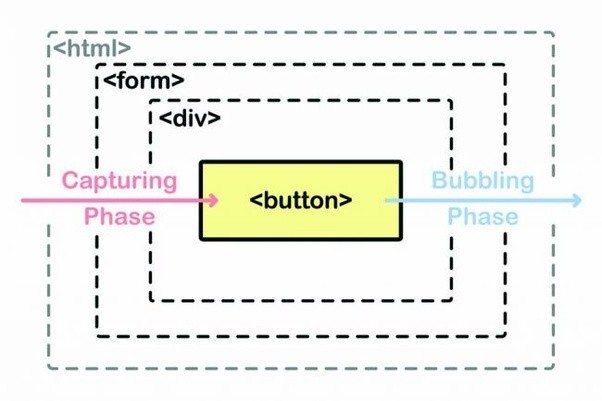 <html>
<form>
<div>
Capturing
Phase
<button>
Bubbling
Phase